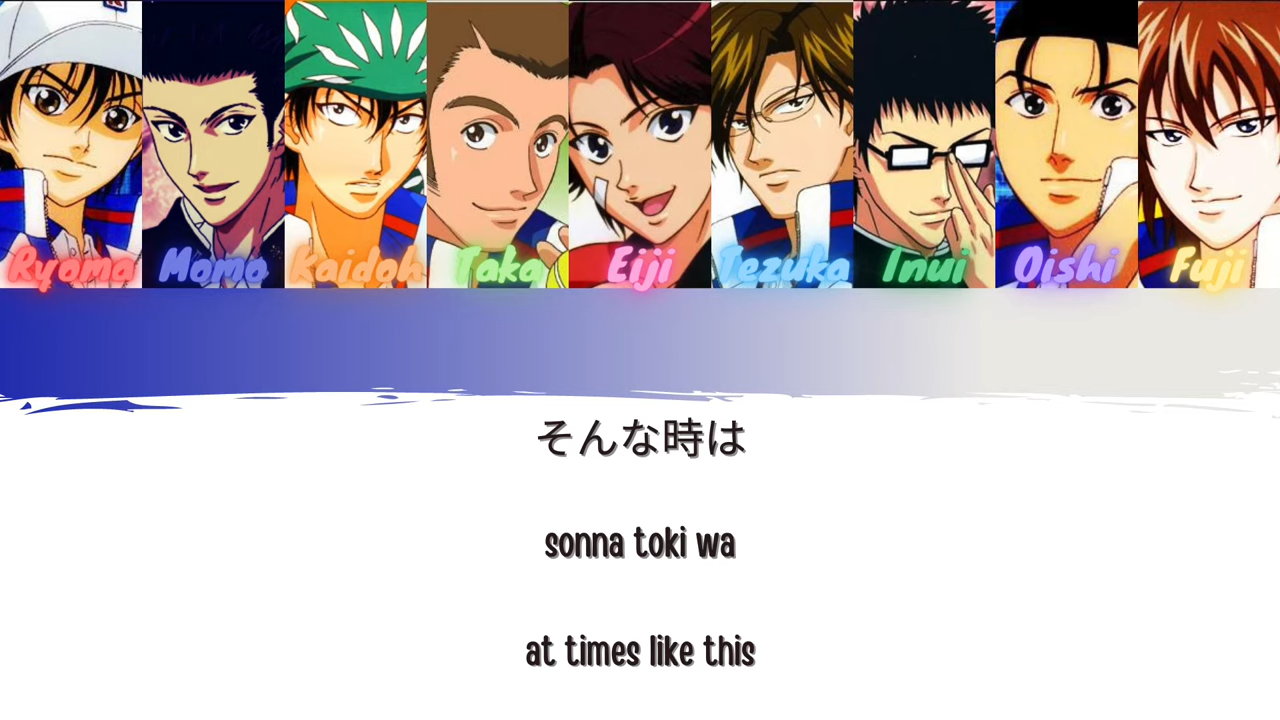 Ryoma Momo Kaidoh Taka Eiji Tezuka Inui Oishi Fuji
そんな時は
sonna toki wa
at times like this